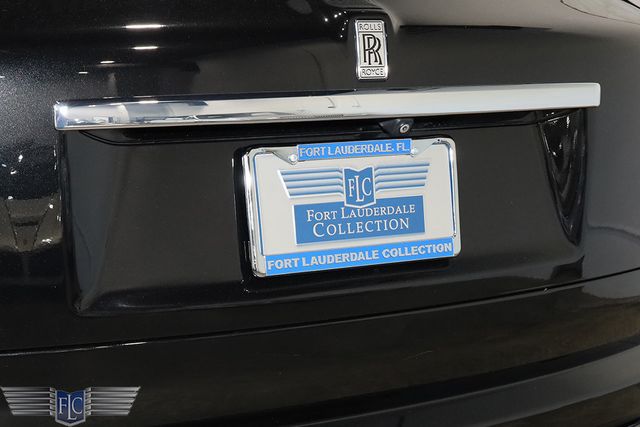 ROLLS
RR
ROYCE
FORT LAUDERDALE, FL
FLC
FORT LAUDERDALE
COLLECTION
FORT LAUDERDALE COLLECTION
FLC